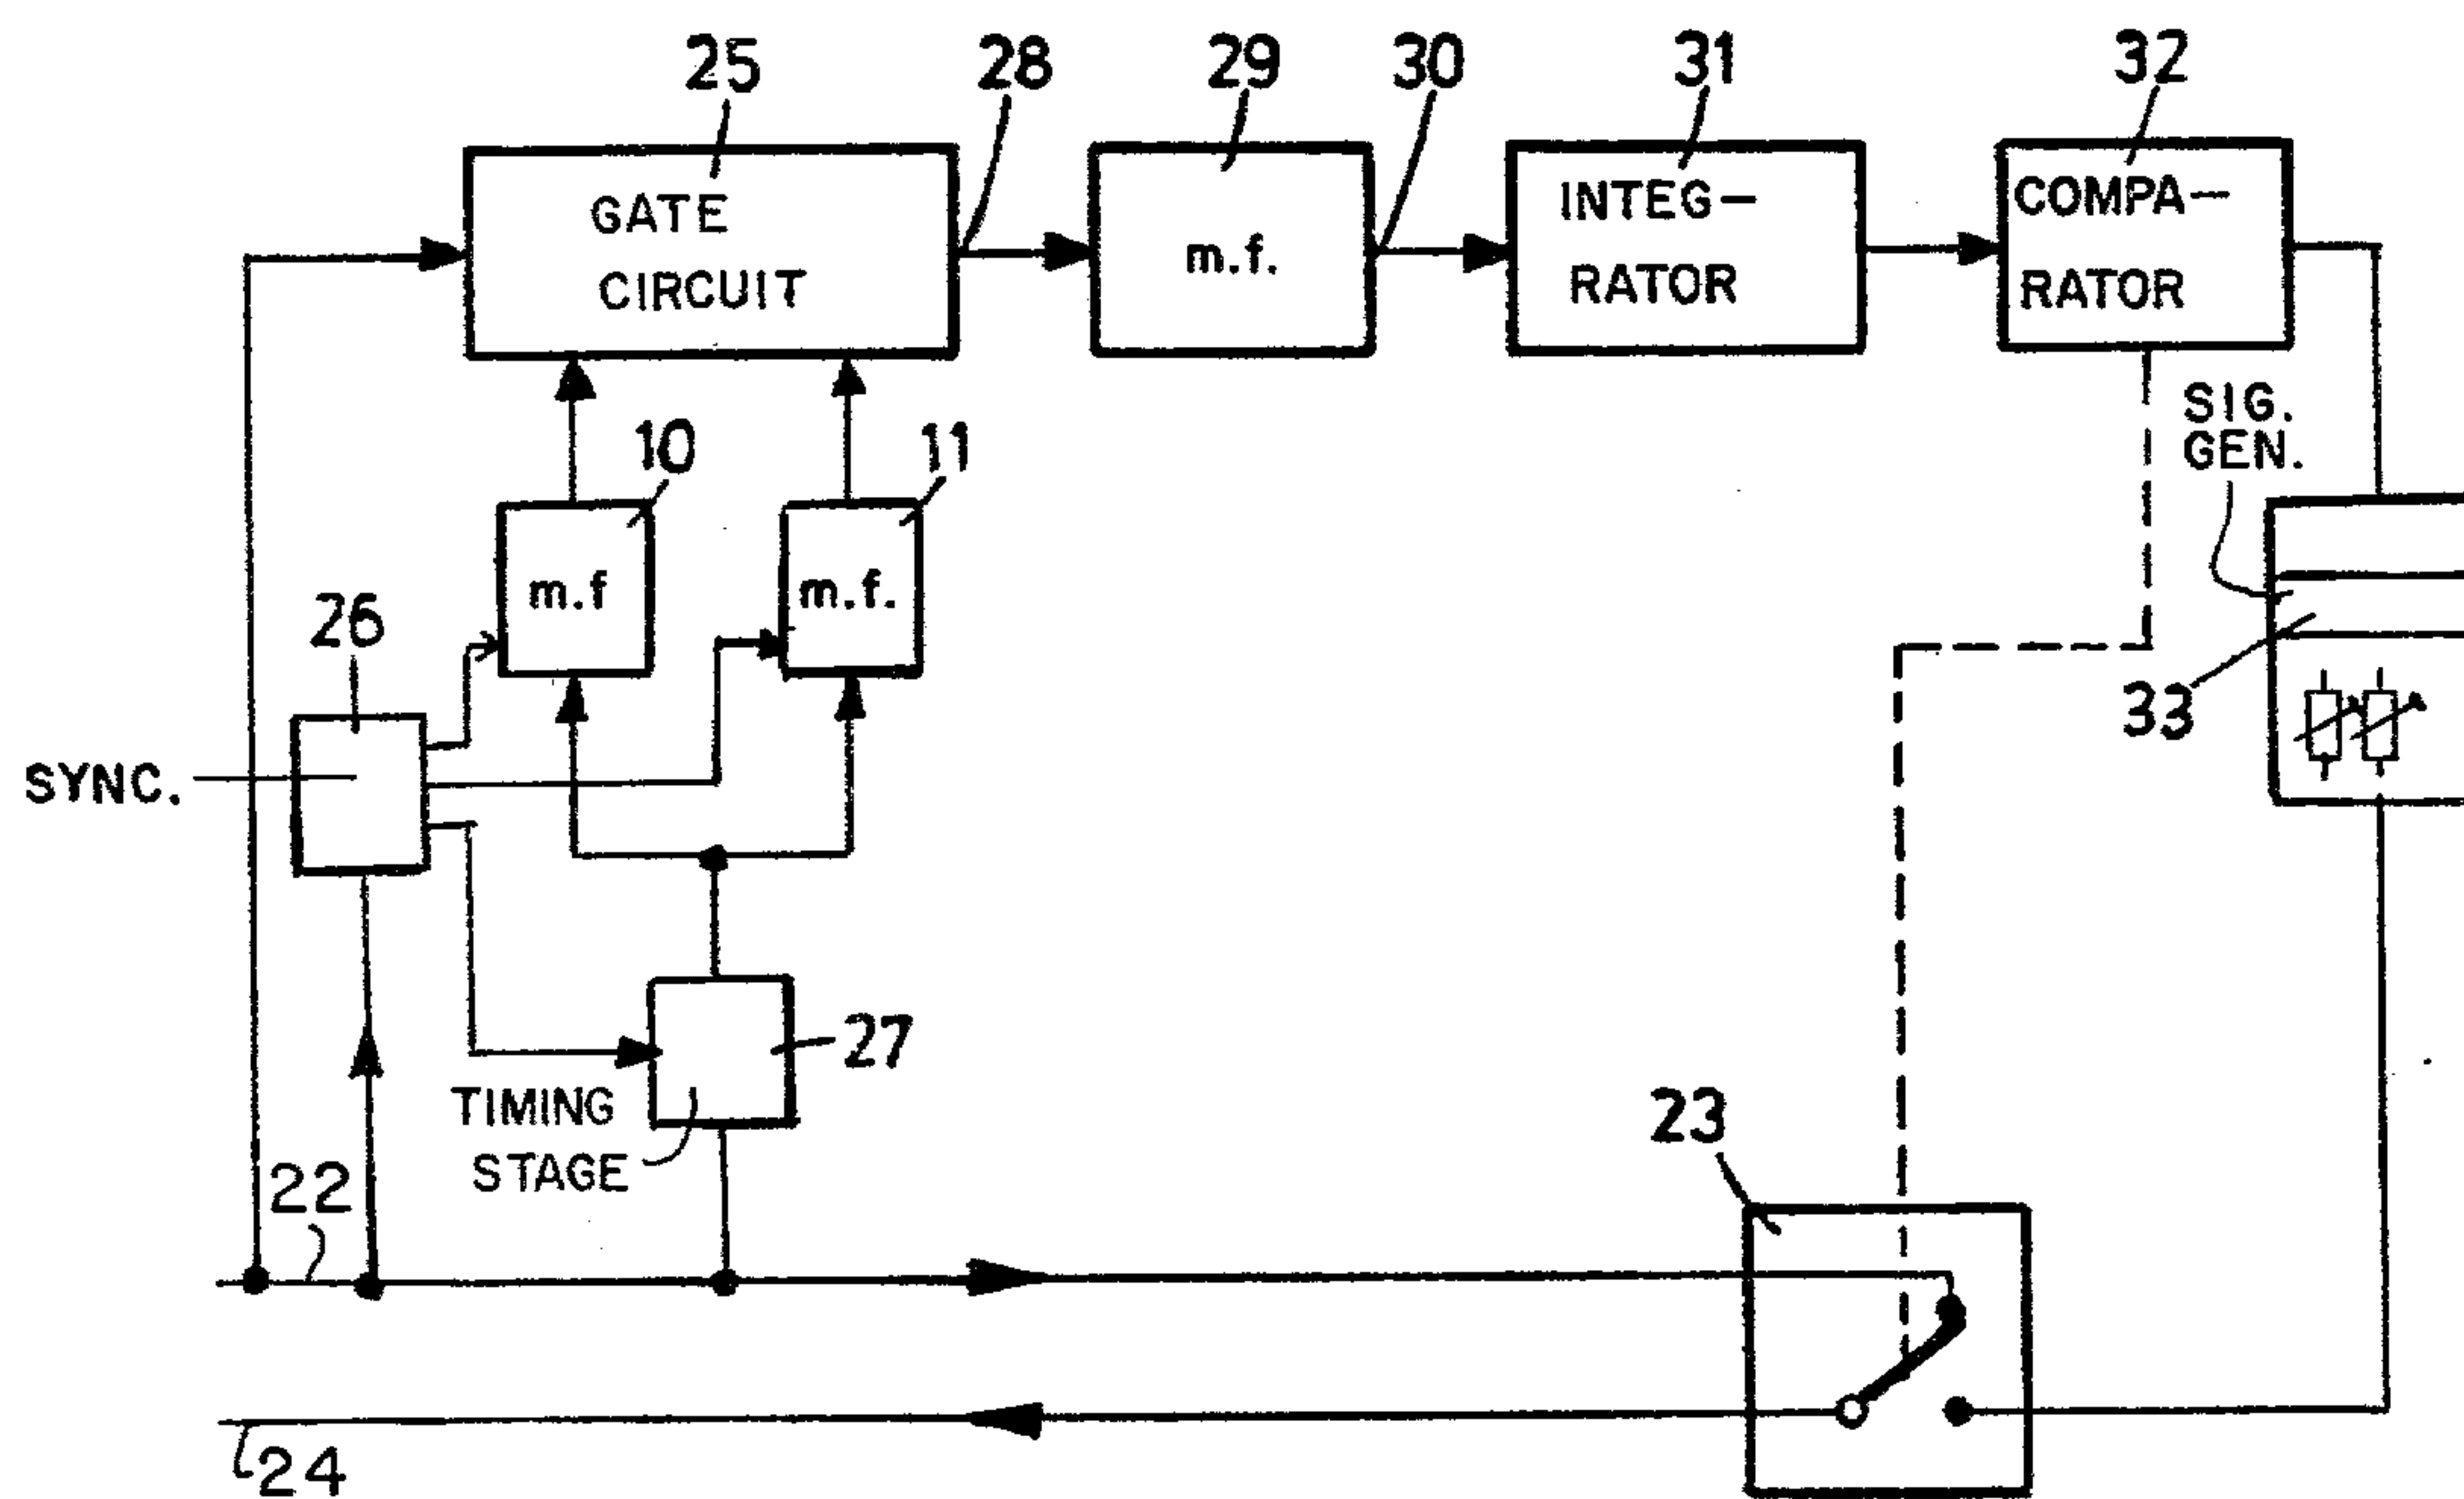 25
28
29
30
31
32
GATE
CIRCUIT
m.f.
INTEG-
RATOR
COMPA-
RATOR
10
11
SIG.
GEN.
m.f
m.f.
26
33
SYNC.
27
TIMING
STAGE
23
22
24